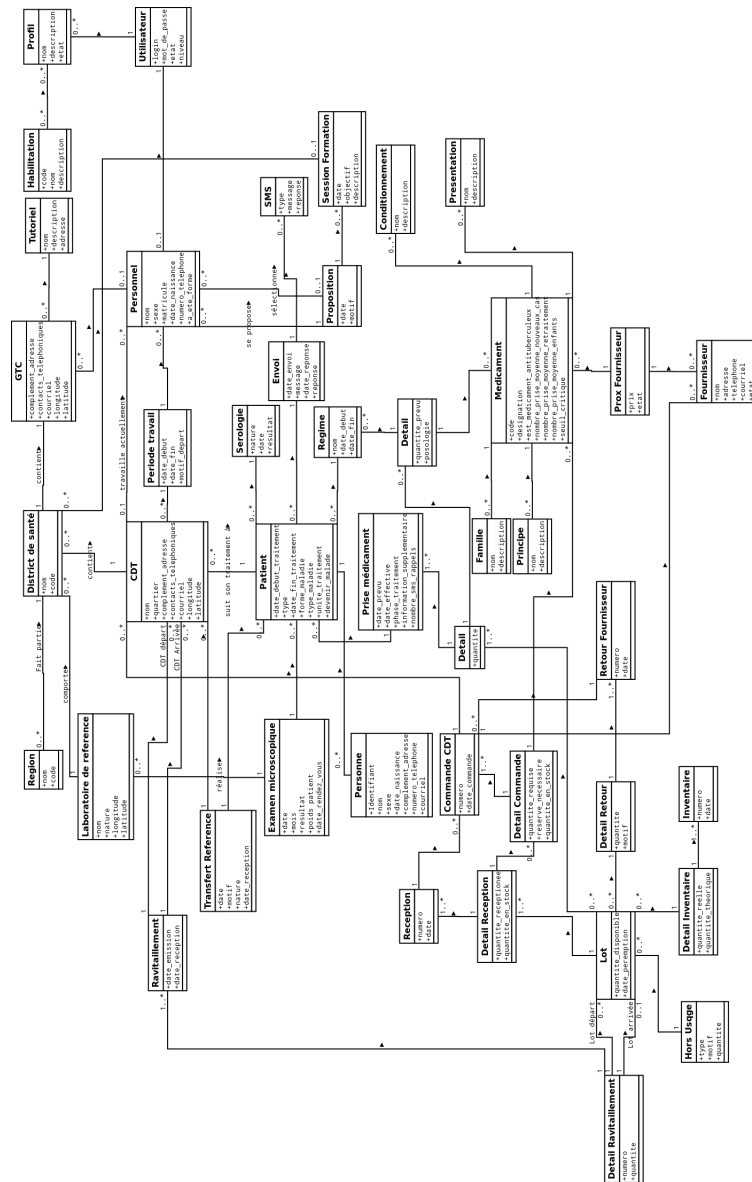 Profil
+nom
+description
+etat
Utilisateur
+login
+mot_de_passe
+etat
+niveau
Habilitation
+code
+nom
+description
Tutoriel
+nom
+description
+adresse
SMS
+type
+message
+reponse
Session Formation
+date
+objectif
+description
Conditionnement
+nom
+description
Presentation
+nom
+description
GTC
+complement_adresse
+contacts_telephoniques
+courriel
+longitude
+latitude
Personnel
+nom
+sexe
+matricule
+date_naissance
+numero_telephone
+a_ete_forme
Proposition
+date
+motif
se propose
sélectionne
Envoi
+date_envoi
+message
+date_reponse
+reponse
Medicament
+code
+designation
+est_medicament_antituberculeux
+nombre_prise_moyenne_nouveaux_cas
+nombre_prise_moyenne_retraitement
+nombre_prise_moyenne_enfants
+seuil_critique
Prox Fournisseur
+prix
+etat
Fournisseur
+nom
+adresse
+telephone
+courriel
+etat
travaille actuellement
contient
Periode travail
+date_debut
+date_fin
+motif_depart
Serologie
+nature
+date
+resultat
Regime
+nom
+date_debut
+date_fin
Detail
+quantite_prevu
+posologie
District de santé
+nom
+code
contient
CDT
+nom
+quartier
+complement_adresse
+contacts_telephoniques
+courriel
+longitude
+latitude
suit son traitement à
Patient
+date_debut_traitement
+type
+date_fin_traitement
+forme_maladie
+type_maladie
+unite_traitement
+devenir_malade
Prise médicament
+date_prevu
+date_effective
+phase_traitement
+information_supplementaire
+nombre_sms_rappels
Famille
+nom
+description
Principe
+nom
+description
Fait partie
comporte
CDT départ
CDT Arrivée
Detail
+quantite
Region
+nom
+code
Laboratoire de reference
+nom
+nature
+longitude
+latitude
réalise
Examen microscopique
+date
+mois
+resultat
+poids patient
+date_rendez_vous
Personne
+Identifiant
+nom
+sexe
+date_naissance
+complement_adresse
+numero_telephone
+courriel
Commande CDT
+numero
+date_commande
Retour Fournisseur
+numero
+date
Transfert Reference
+date
+motif
+nature
+date_reception
Detail Commande
+quantite_requise
+reserve_necessaire
+quantite_en_stock
Detail Retour
+quantite
+motif
Inventaire
+numero
+date
Ravitaillement
+date_emission
+date_reception
Reception
+numero
+date
Detail Reception
+quantite_receptionee
+quantite_en_stock
Lot
+quantite_disponible
+date_peremption
Detail Inventaire
+quantite_reelle
+quantite_theorique
Lot départ
Lot arrivée
Hors Usqge
+type
+motif
+quantite
Detail Ravitaillement
+numero
+quantite